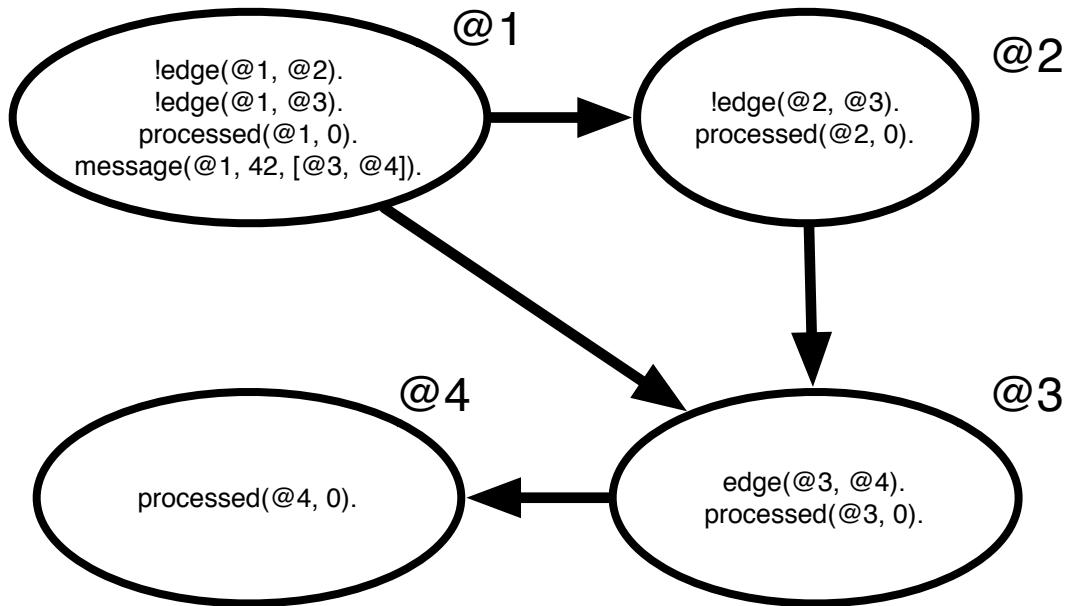 @1
!edge(@1, @2).
!edge(@1, @3).
processed(@1, 0).
message(@1, 42, [@3, @4]).
@2
!edge(@2, @3).
processed(@2, 0).
@4
processed(@4, 0).
@3
edge(@3, @4).
processed(@3, 0).